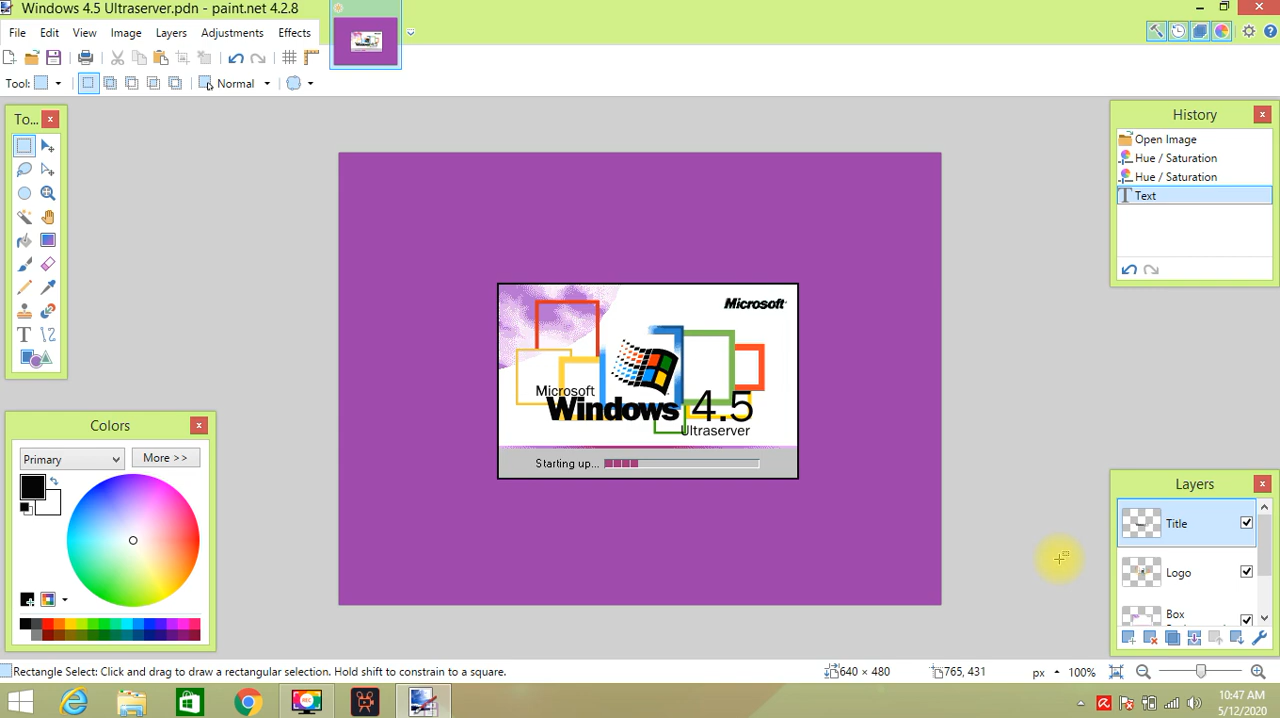 Windows 4.5 Ultraserver.pdn - paint.net 4.2.8
File Edit View Image Layers Adjustments Effects
Tool: Normal
To...
History
Open Image
Hue / Saturation
Hue / Saturation
Text
Microsoft
Microsoft
Windows 4.5
Ultraserver
Starting up...
Colors
Primary More >>
Layers
Title
Logo
Box
Rectangle Select: Click and drag to draw a rectangular selection. Hold shift to constrain to a square.
640 × 480 765, 431 px 100%
REC
10:47 AM
5/12/2020